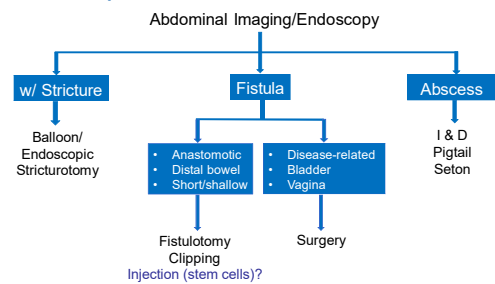 Abdominal Imaging/Endoscopy
w/ Stricture
Fistula
Abscess
Balloon/
Endoscopic
Stricturotomy
• Anastomotic
• Distal bowel
• Short/shallow
• Disease-related
• Bladder
• Vagina
I & D
Pigtail
Seton
Fistulotomy
Clipping
Injection (stem cells)?
Surgery